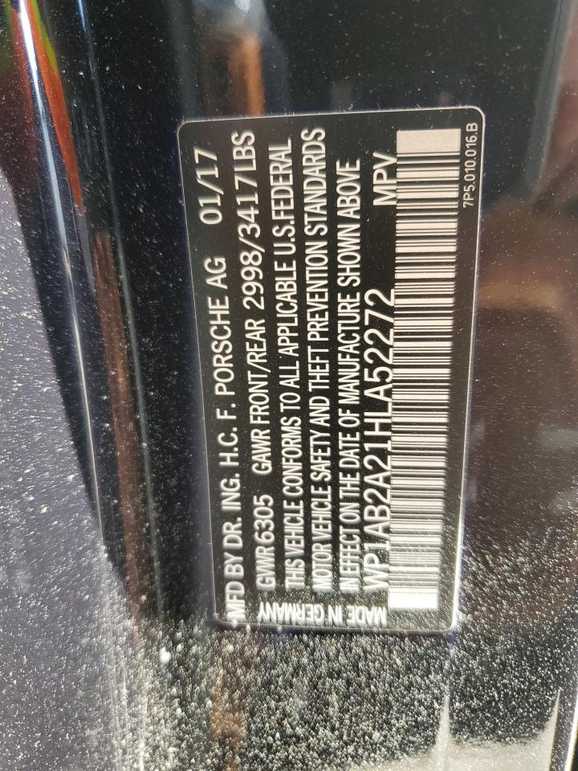 MFD BY DR. ING. H.C. F. PORSCHE AG 01/17
GVWR 6305 GAWR FRONT/REAR 2998/3417 LBS
THIS VEHICLE CONFORMS TO ALL APPLICABLE U.S.FEDERAL
MOTOR VEHICLE SAFETY AND THEFT PREVENTION STANDARDS
IN EFFECT ON THE DATE OF MANUFACTURE SHOWN ABOVE
MADE IN GERMANY WP1AB2A21HLA52272 MPV
7P5.010.016.B